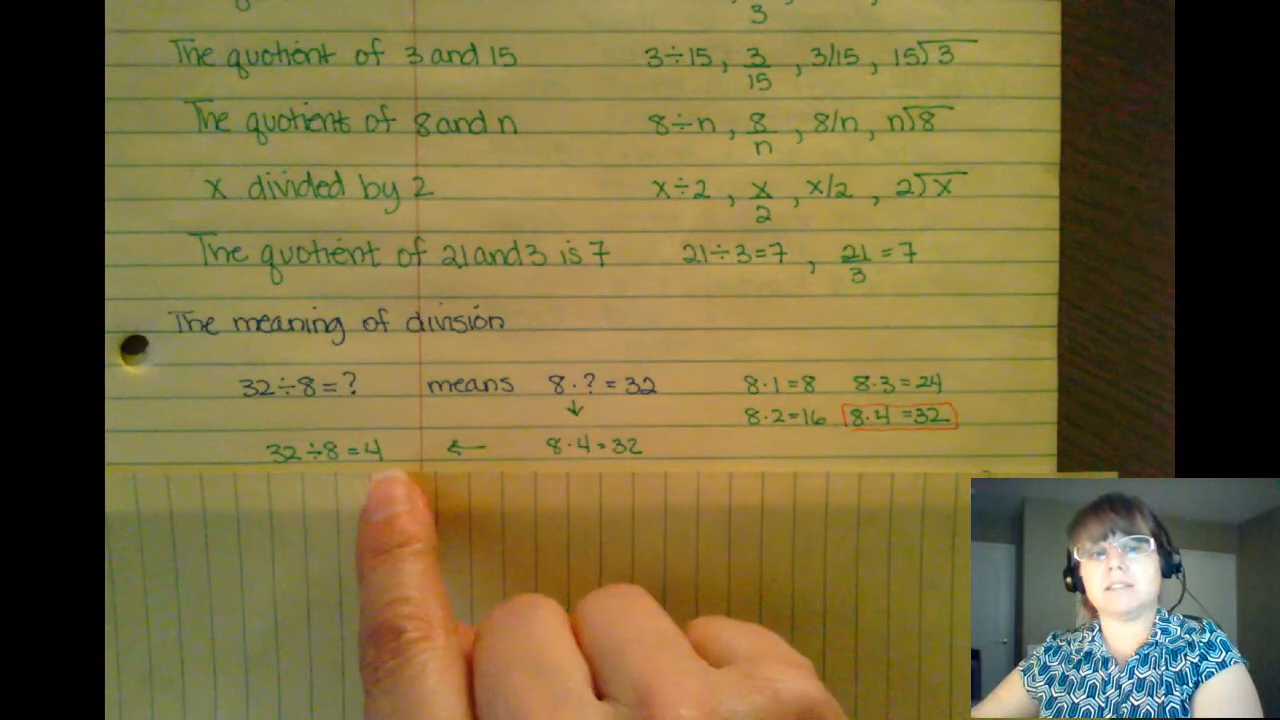 3
The quotient of 3 and 15 3÷15, 3/15, 3/15, 15⟌3
The quotient of 8 and n 8÷n, 8/n, 8/n, n⟌8
x divided by 2 x÷2, x/2, x/2, 2⟌x
The quotient of 21 and 3 is 7 21÷3=7, 21/3=7
The meaning of division
32÷8=? means 8·?=32 8·1=8 8·3=24
↓ 8·2=16 8·4=32
32÷8=4 ← 8·4=32